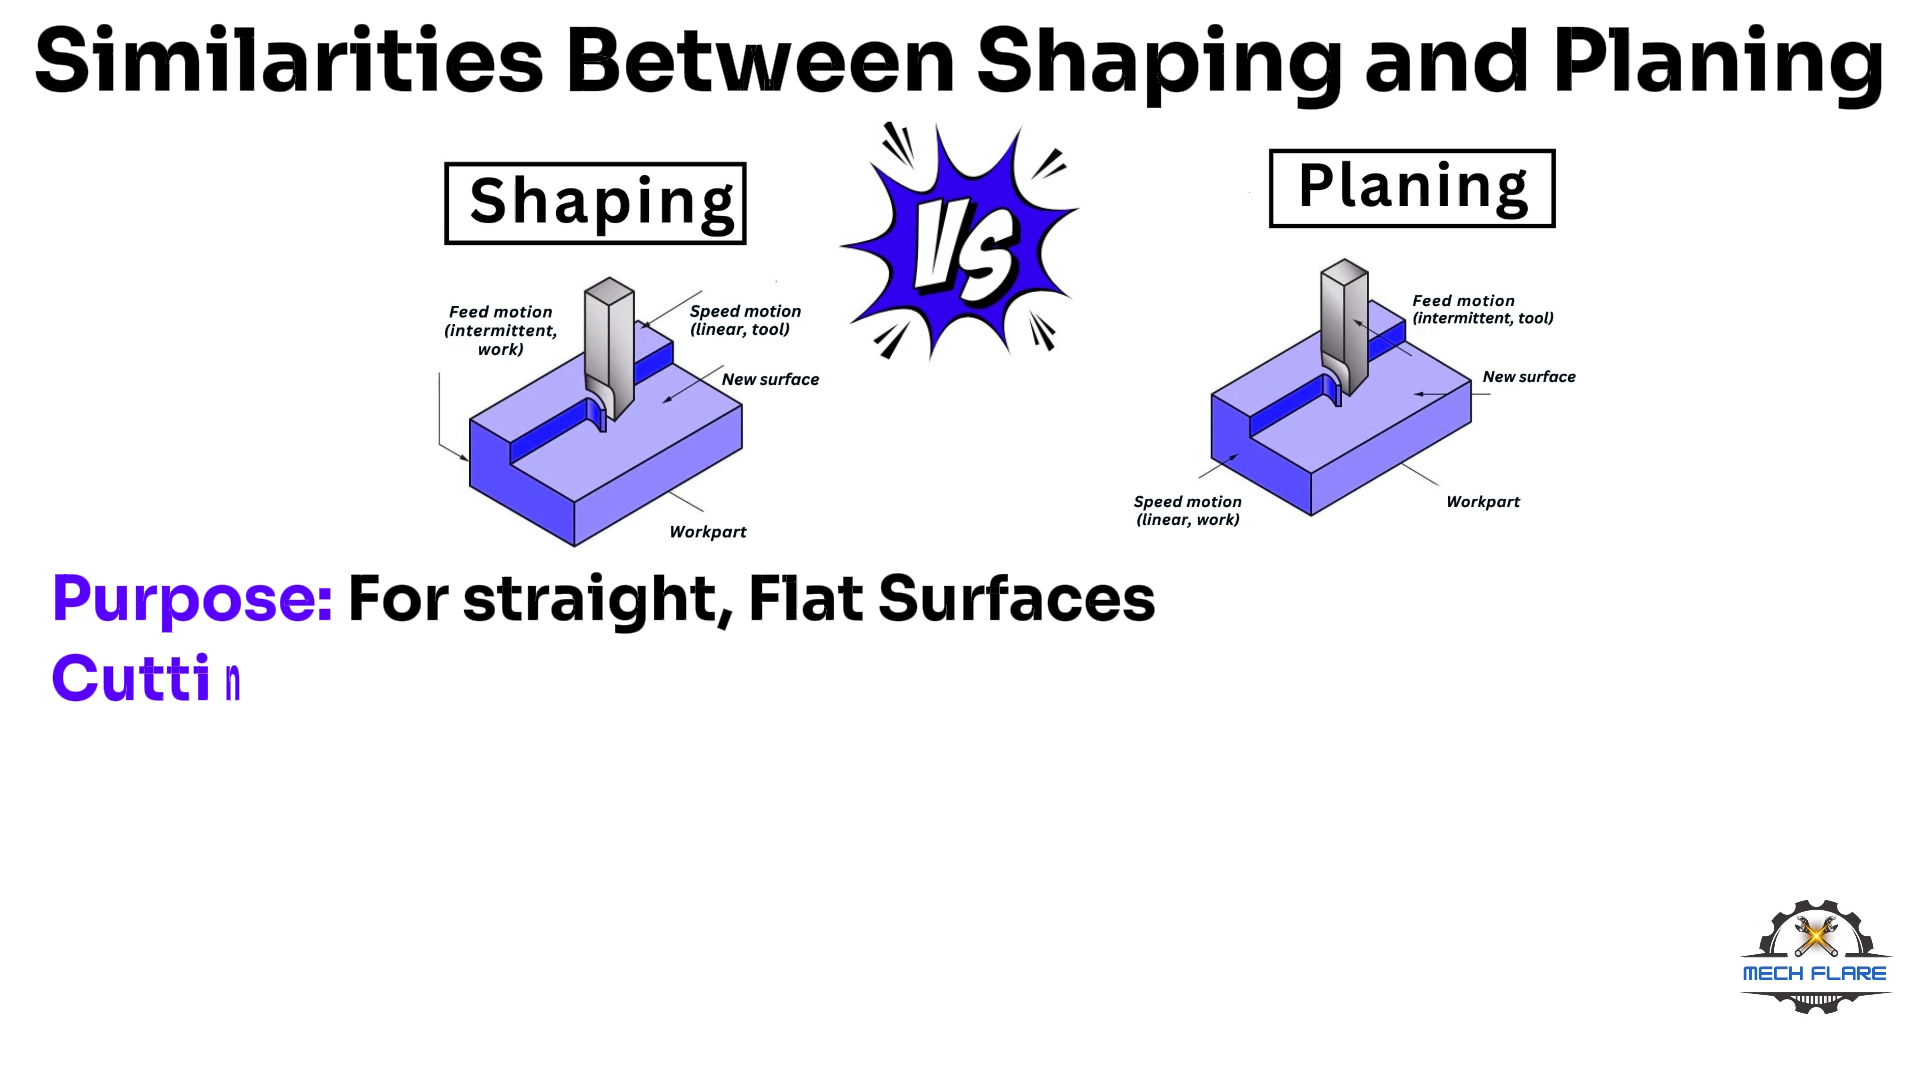 Similarities Between Shaping and Planing
Shaping
VS
Planing
Feed motion
(intermittent,
work)
Speed motion
(linear, tool)
New surface
Workpart
Feed motion
(intermittent, tool)
New surface
Speed motion
(linear, work)
Workpart
Purpose: For straight, Flat Surfaces
Cuttin
MECH FLARE